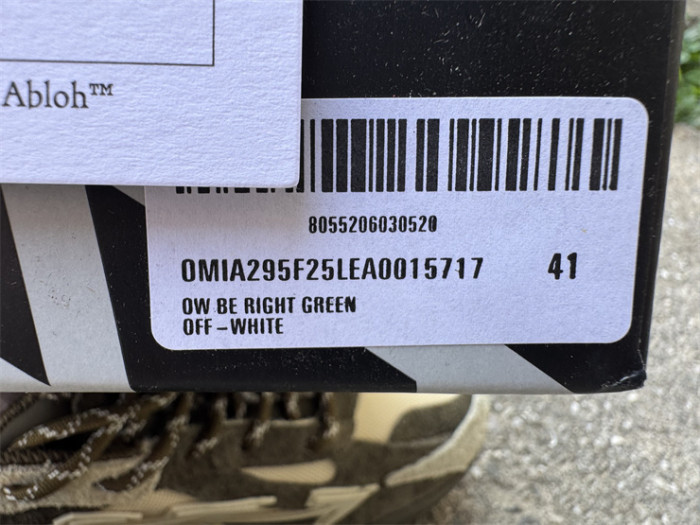 Abloh™
8055206030520
OMIA295F25LEA0015717 41
OW BE RIGHT GREEN
OFF-WHITE